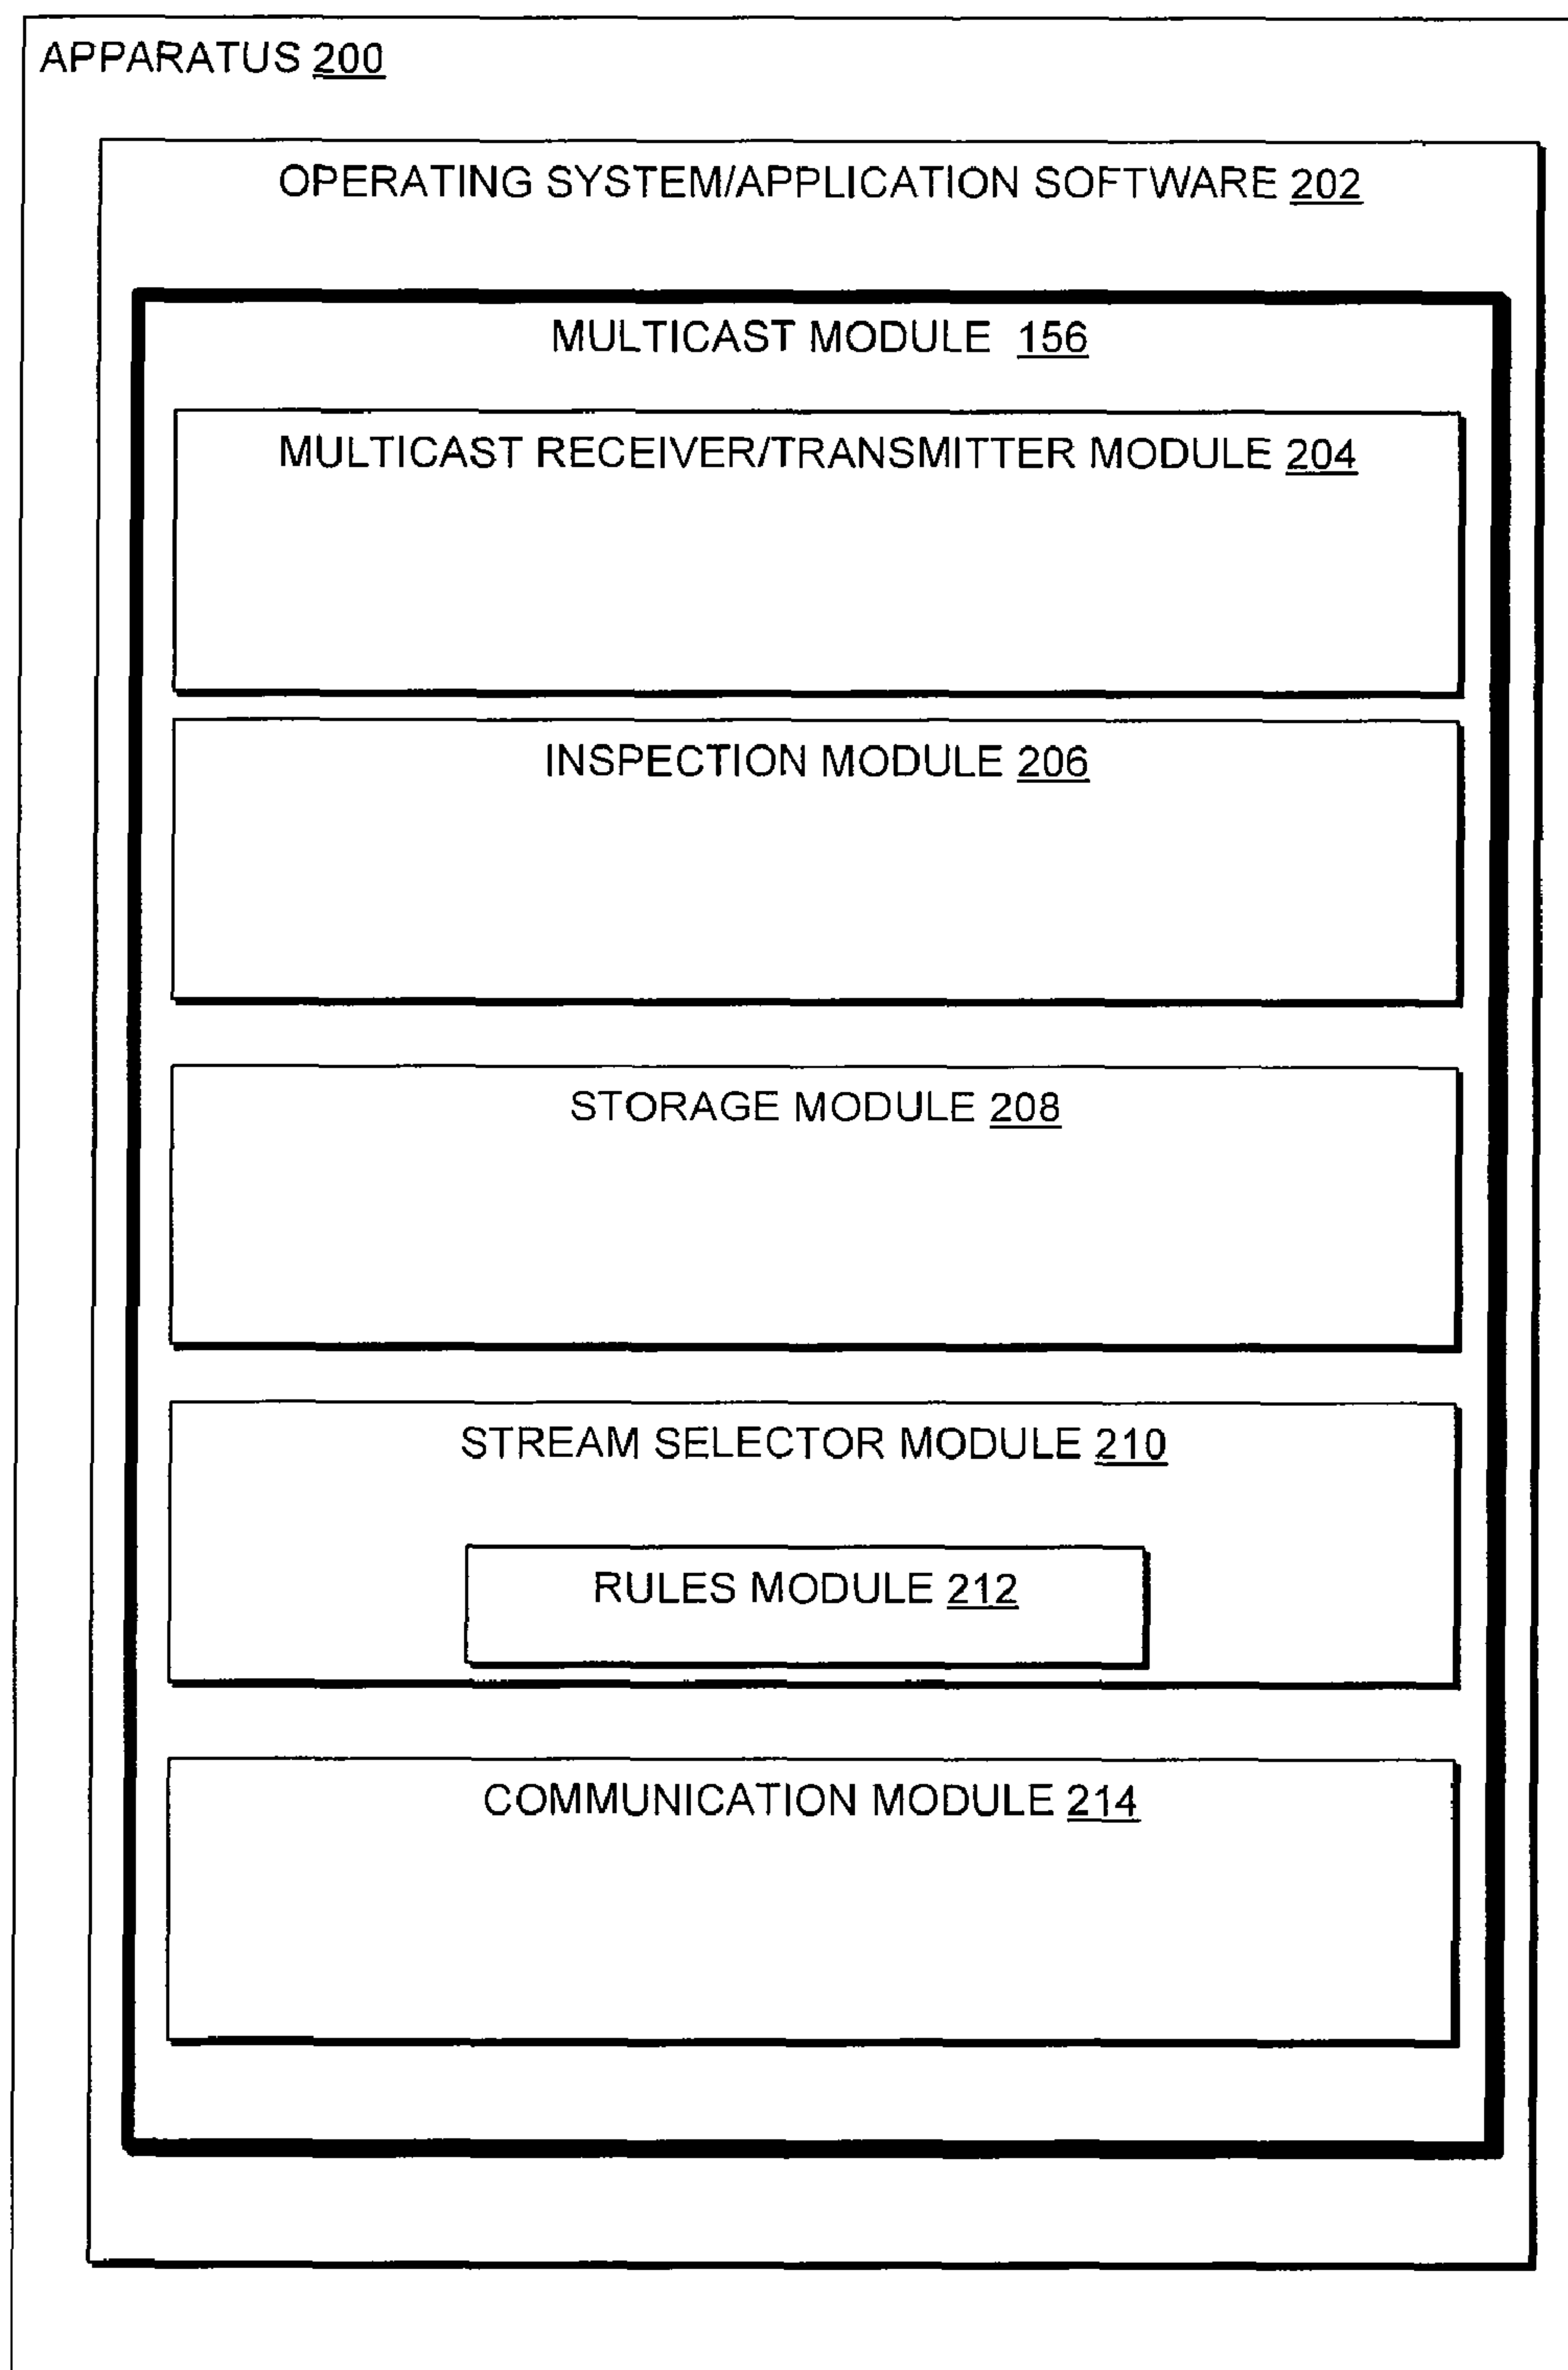 APPARATUS 200
OPERATING SYSTEM/APPLICATION SOFTWARE 202
MULTICAST MODULE 156
MULTICAST RECEIVER/TRANSMITTER MODULE 204
INSPECTION MODULE 206
STORAGE MODULE 208
STREAM SELECTOR MODULE 210
RULES MODULE 212
COMMUNICATION MODULE 214